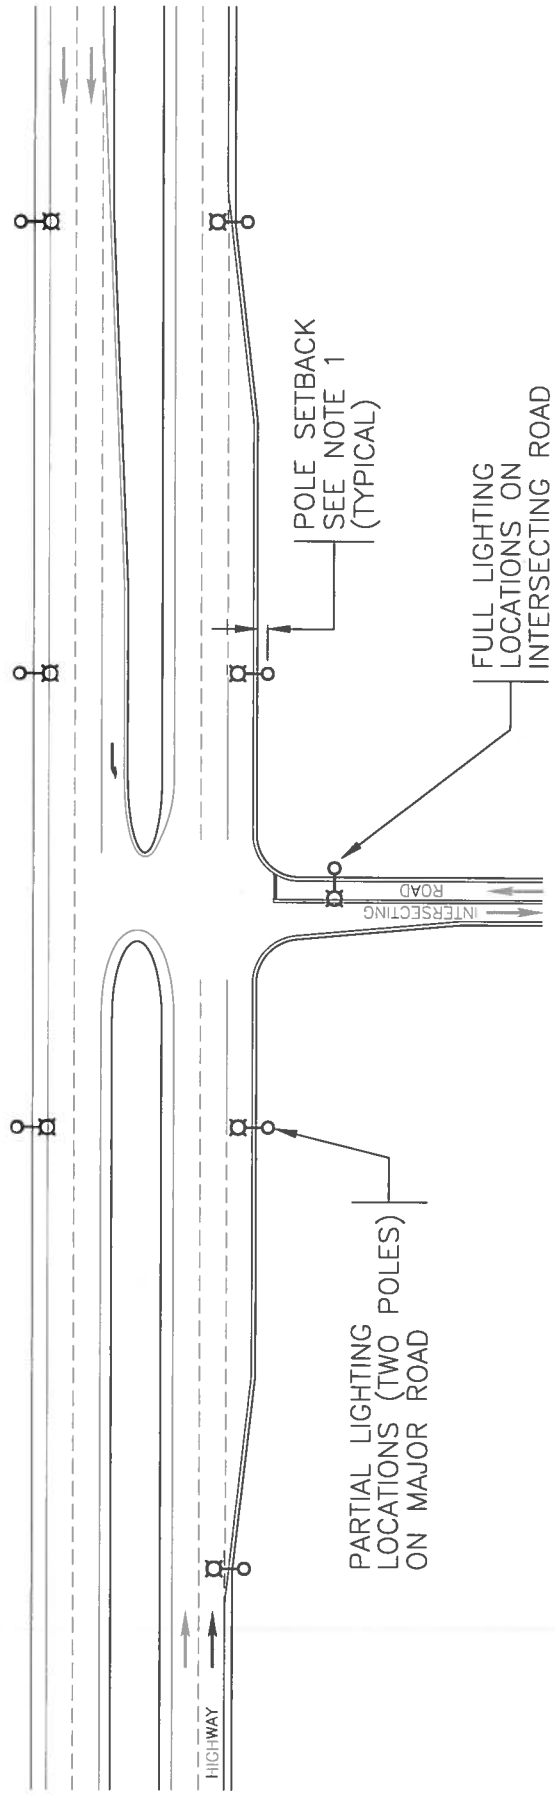 POLE SETBACK
SEE NOTE 1
(TYPICAL)
FULL LIGHTING
LOCATIONS ON
INTERSECTING ROAD
INTERSECTING
ROAD
PARTIAL LIGHTING
LOCATIONS (TWO POLES)
ON MAJOR ROAD
HIGHWAY